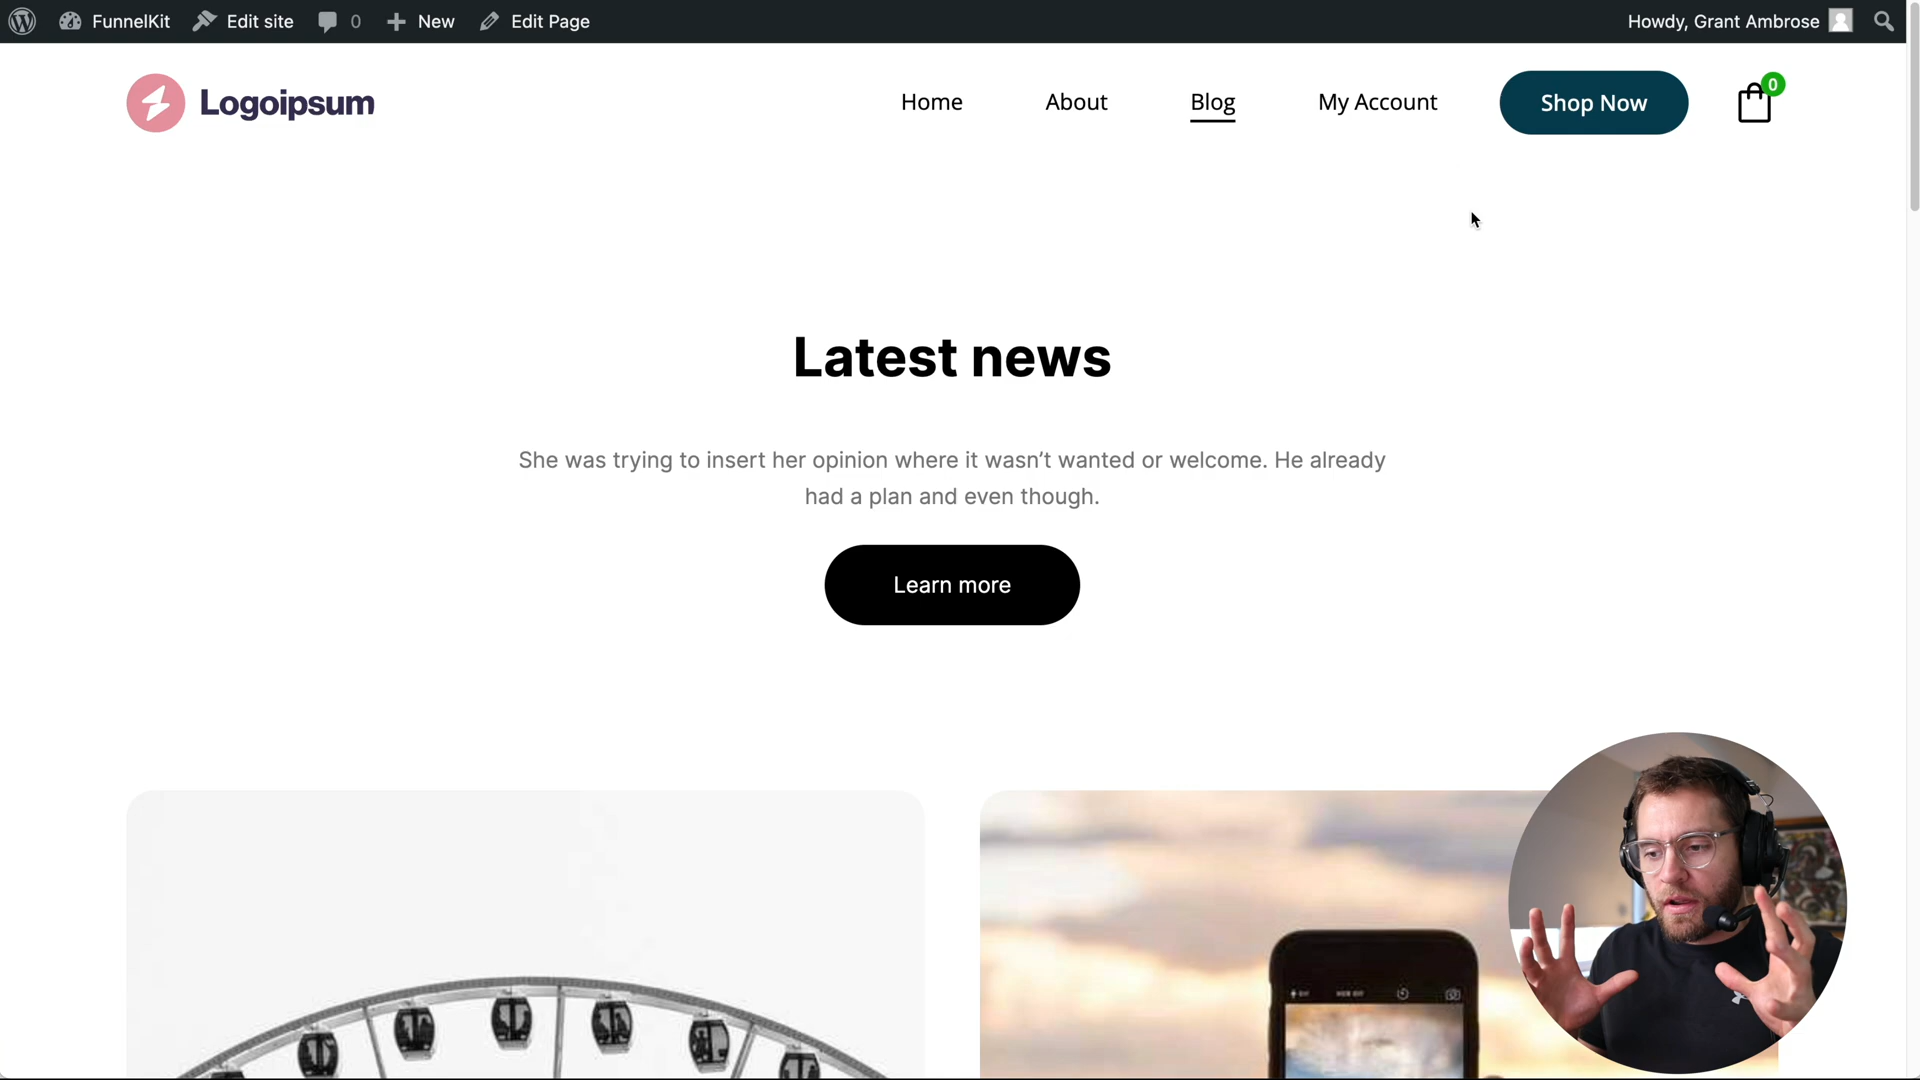 FunnelKit Edit site 0 New Edit Page Howdy, Grant Ambrose
Logoipsum Home About Blog My Account Shop Now 0
Latest news
She was trying to insert her opinion where it wasn’t wanted or welcome. He already
had a plan and even though.
Learn more